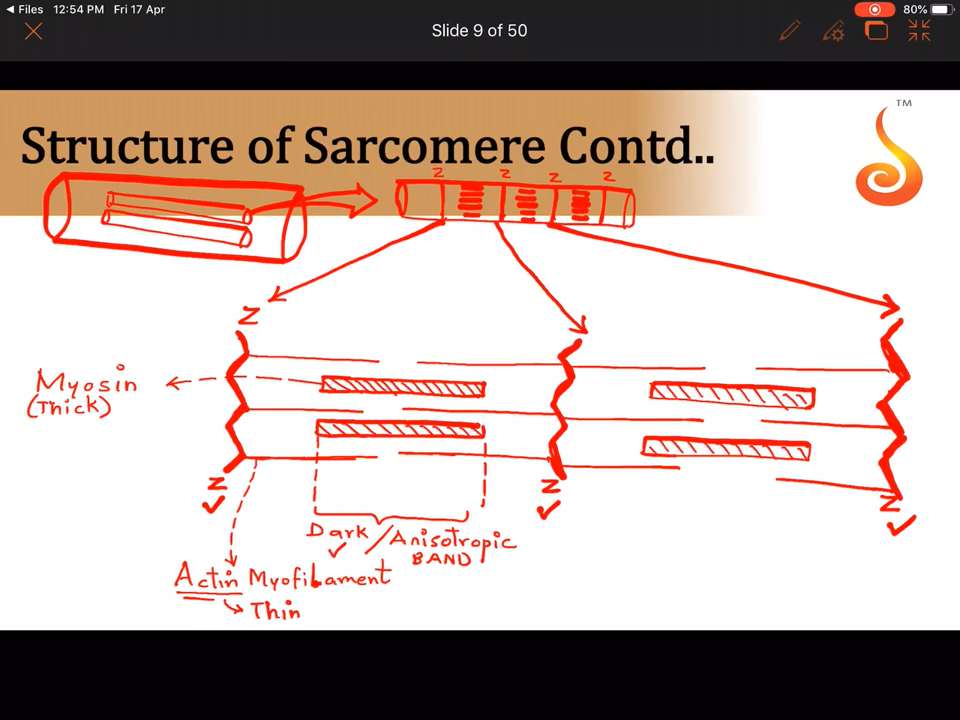 Files 12:54 PM Fri 17 Apr 80%
Slide 9 of 50
TM
Structure of Sarcomere Contd..
Z Z Z Z
Z
Myosin
(Thick)
Z Z Z
Dark/Anisotropic
BAND
Actin Myofilament
Thin